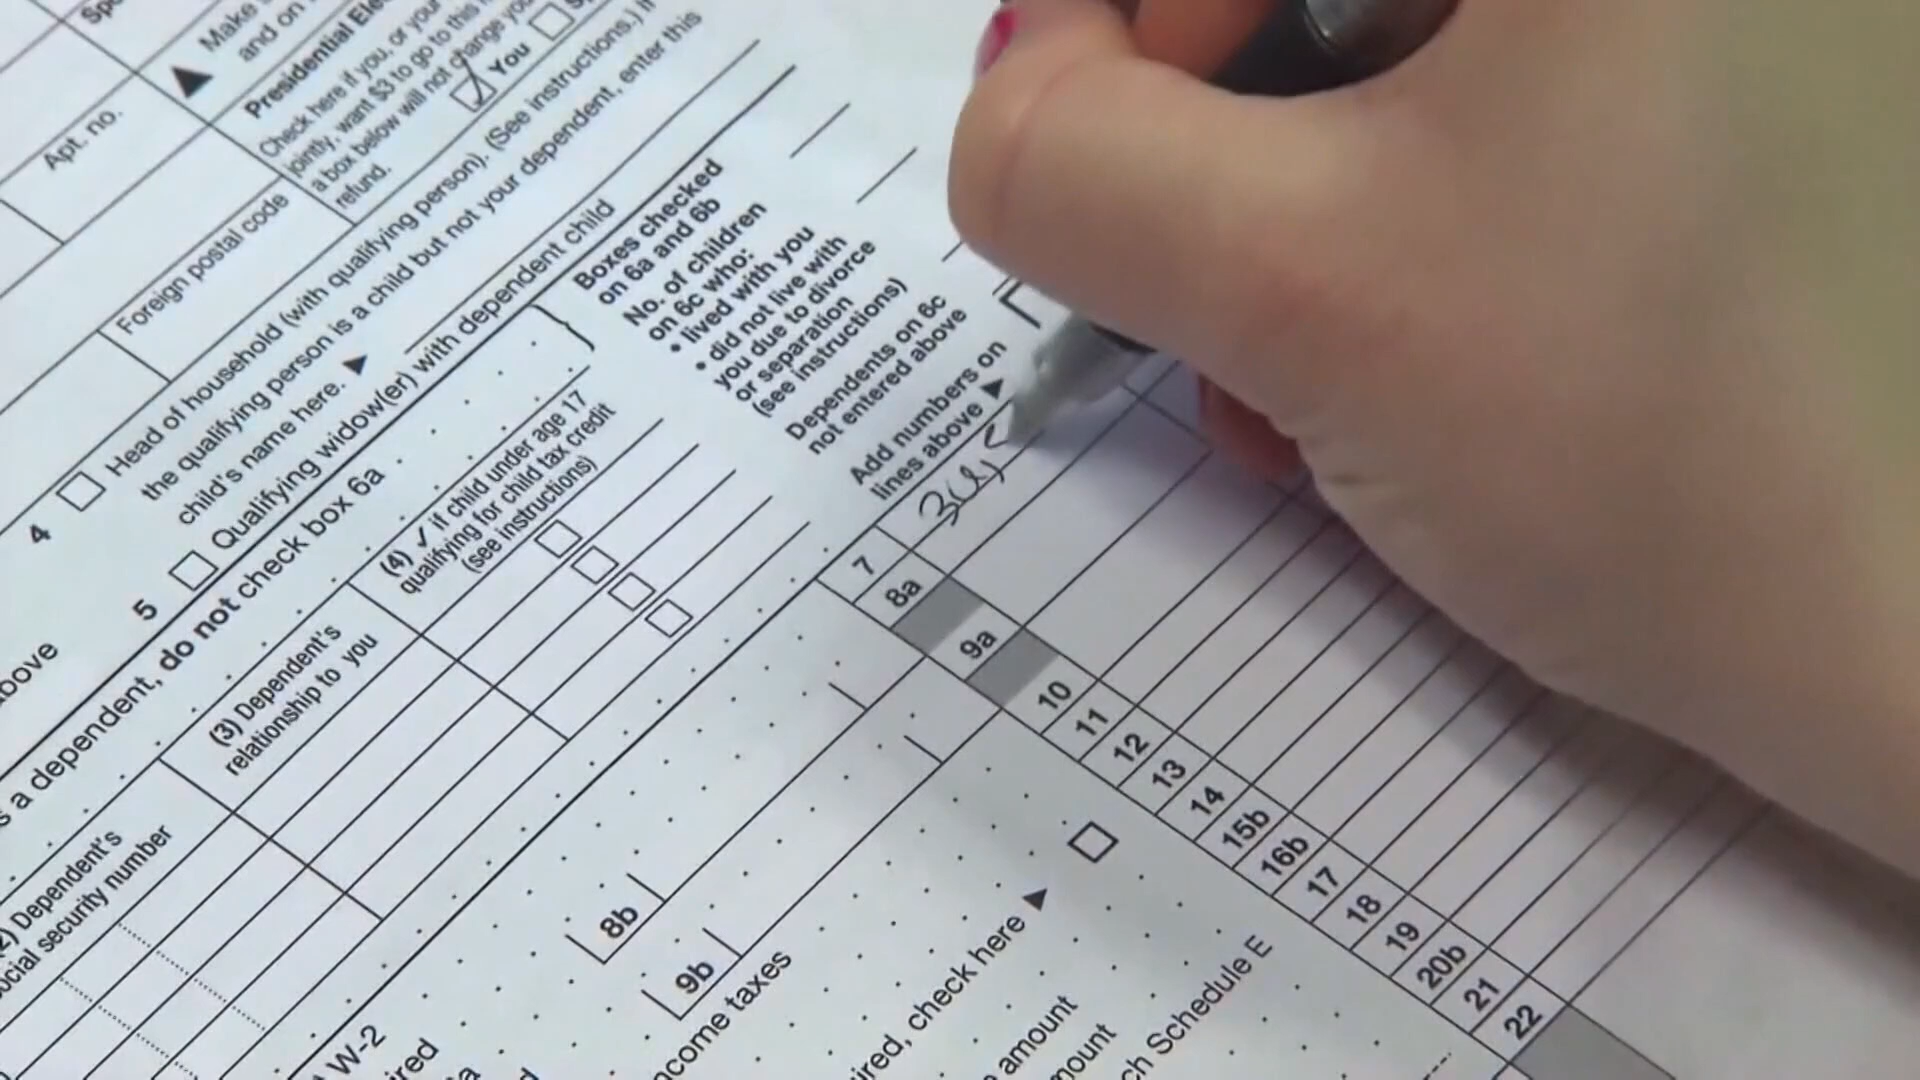 Make
and on
Presidential Ele
Check here if you, or your
jointly, want $3 to go to this
a box below will not change your
refund.
You
Apt. no.
Foreign postal code
4
Head of household (with qualifying person). (See instructions.) If
the qualifying person is a child but not your dependent, enter this
child's name here. ▶
5
Qualifying widow(er) with dependent child
s a dependent, do not check box 6a
Boxes checked
on 6a and 6b
No. of children
on 6c who:
• lived with you
• did not live with
you due to divorce
or separation
(see instructions)
Dependents on 6c
not entered above
Add numbers on
lines above ▶
(3) Dependent's
relationship to you
(4) ✓ if child under age 17
qualifying for child tax credit
(see instructions)
Dependent's
social security number
7
8a
8b
9a
9b
10
11
12
13
14
15b
16b
17
18
19
20b
21
22
W-2
ncome taxes
ired, check here ▶
amount
mount
ch Schedule E